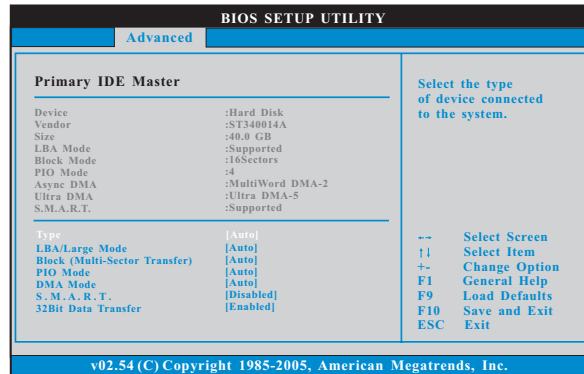 BIOS SETUP UTILITY
Advanced
Primary IDE Master
Device :Hard Disk
Vendor :ST340014A
Size :40.0 GB
LBA Mode :Supported
Block Mode :16Sectors
PIO Mode :4
Async DMA :MultiWord DMA-2
Ultra DMA :Ultra DMA-5
S.M.A.R.T. :Supported
Type [Auto]
LBA/Large Mode [Auto]
Block (Multi-Sector Transfer) [Auto]
PIO Mode [Auto]
DMA Mode [Auto]
S.M.A.R.T. [Disabled]
32Bit Data Transfer [Enabled]
Select the type
of device connected
to the system.
←→ Select Screen
↑↓ Select Item
+- Change Option
F1 General Help
F9 Load Defaults
F10 Save and Exit
ESC Exit
v02.54 (C) Copyright 1985-2005, American Megatrends, Inc.